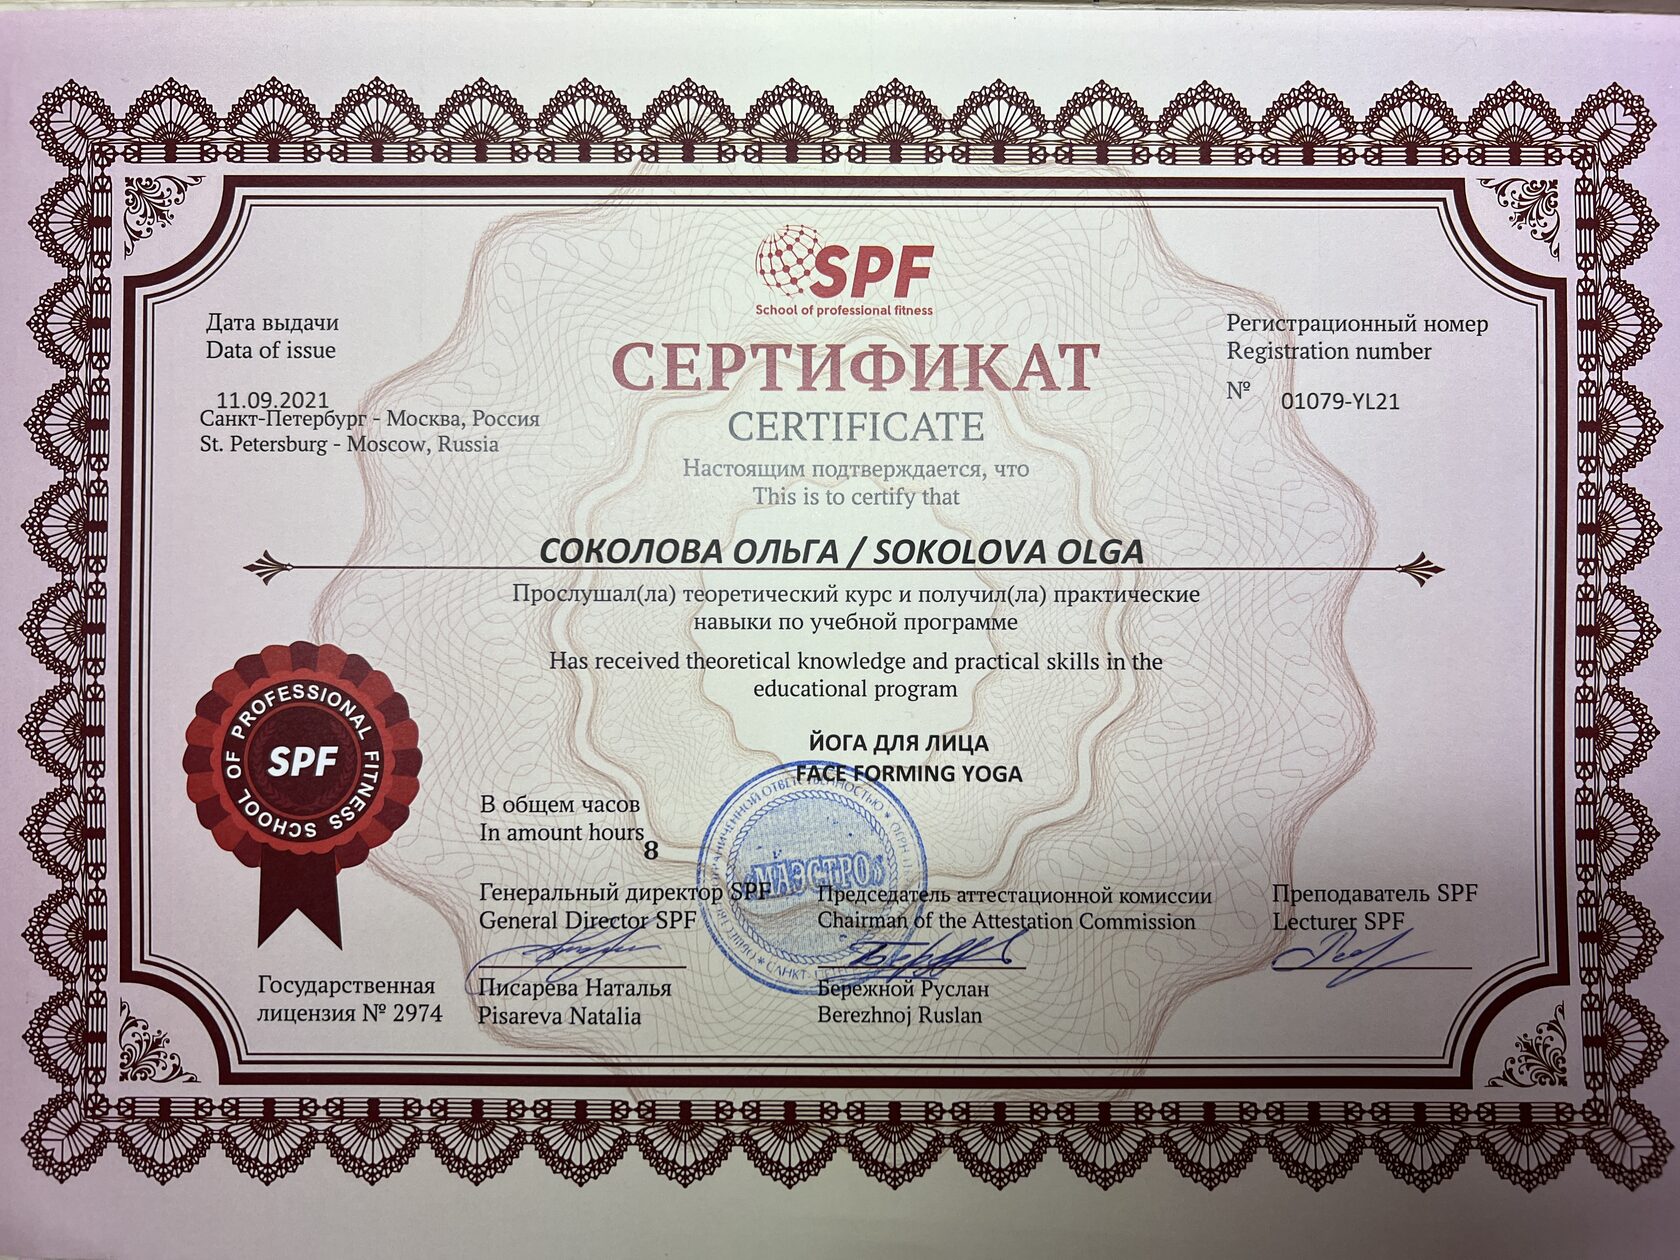 SPF
School of professional fitness
Дата выдачи
Data of issue
11.09.2021
Санкт-Петербург - Москва, Россия
St. Petersburg - Moscow, Russia
Регистрационный номер
Registration number
№ 01079-YL21
СЕРТИФИКАТ
CERTIFICATE
Настоящим подтверждается, что
This is to certify that
СОКОЛОВА ОЛЬГА / SOKOLOVA OLGA
Прослушал(ла) теоретический курс и получил(ла) практические
навыки по учебной программе
Has received theoretical knowledge and practical skills in the
educational program
ЙОГА ДЛЯ ЛИЦА
FACE FORMING YOGA
SCHOOL OF PROFESSIONAL FITNESS
SPF
В общем часов
In amount hours 8
«МАЭСТРО»
Генеральный директор SPF
General Director SPF
Писарева Наталья
Pisareva Natalia
Председатель аттестационной комиссии
Chairman of the Attestation Commission
Бережной Руслан
Berezhnoj Ruslan
Преподаватель SPF
Lecturer SPF
Государственная
лицензия № 2974